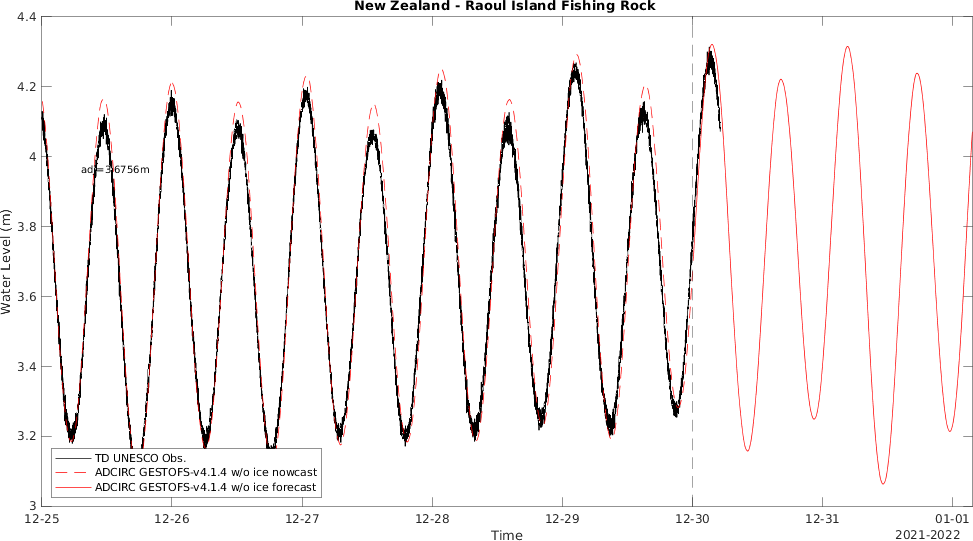 New Zealand - Raoul Island Fishing Rock
Water Level (m)
4.4
4.2
4
3.8
3.6
3.4
3.2
3
adj=3.6756m
TD UNESCO Obs.
ADCIRC GESTOFS-v4.1.4 w/o ice nowcast
ADCIRC GESTOFS-v4.1.4 w/o ice forecast
12-25 12-26 12-27 12-28 12-29 12-30 12-31 01-01
Time
2021-2022